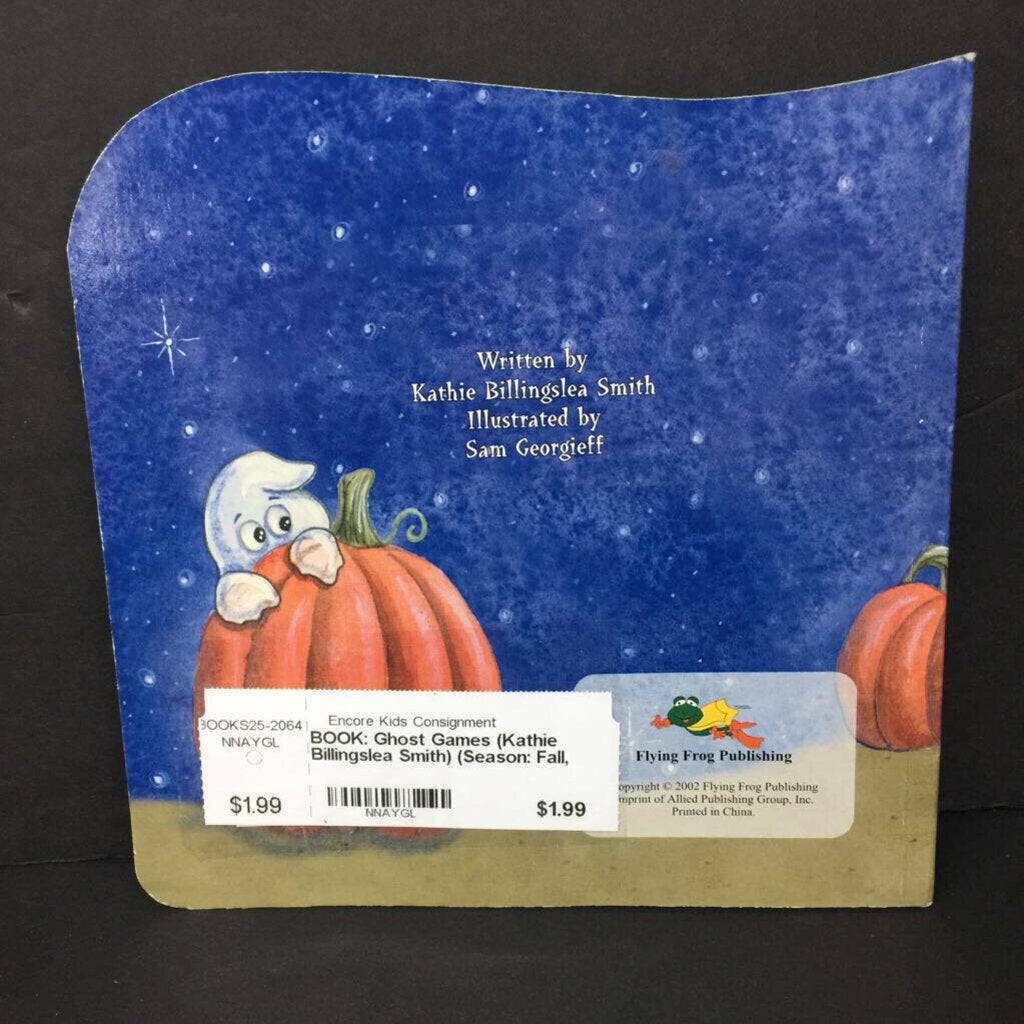 Written by
Kathie Billingslea Smith
Illustrated by
Sam Georgieff
BOOKS25-2064
NNAYGL
$1.99
Encore Kids Consignment
BOOK: Ghost Games (Kathie
Billingslea Smith) (Season: Fall,
NNAYGL
$1.99
Flying Frog Publishing
opyright © 2002 Flying Frog Publishing
mprint of Allied Publishing Group, Inc.
Printed in China.